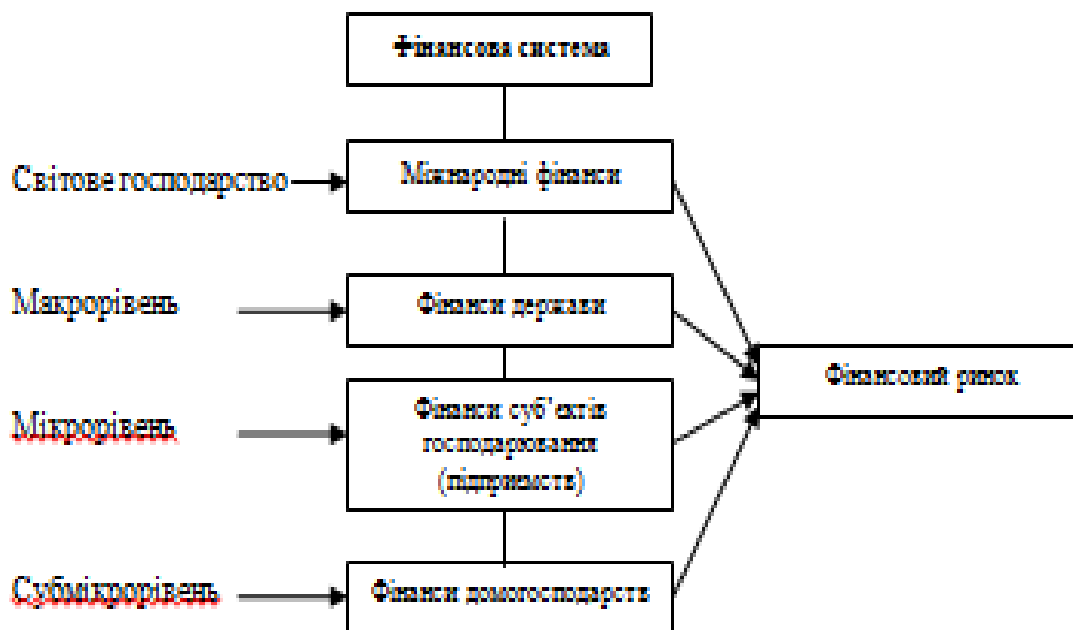 Фінансова система
Світове господарство
Міжнародні фінанси
Макрорівень
Фінанси держави
Фінансовий ринок
Мікрорівень
Фінанси суб’єктів
господарювання
(підприємств)
Субмікрорівень
Фінанси домогосподарств